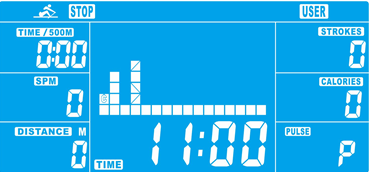 STOP
USER
TIME / 500M
0:00
STROKES
0
SPM
0
CALORIES
0
DISTANCE M
0
TIME
11:00
PULSE
P